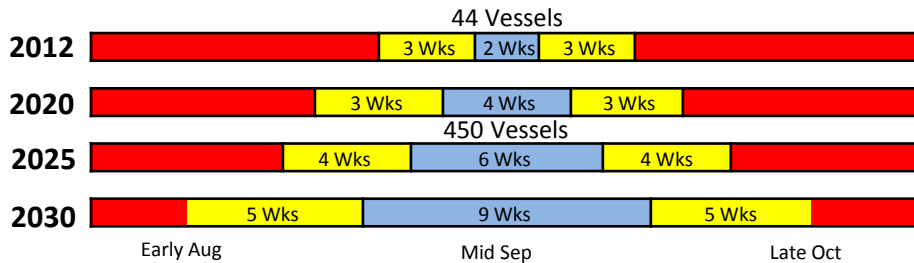 44 Vessels
2012 3 Wks 2 Wks 3 Wks
2020 3 Wks 4 Wks 3 Wks
450 Vessels
2025 4 Wks 6 Wks 4 Wks
2030 5 Wks 9 Wks 5 Wks
Early Aug Mid Sep Late Oct